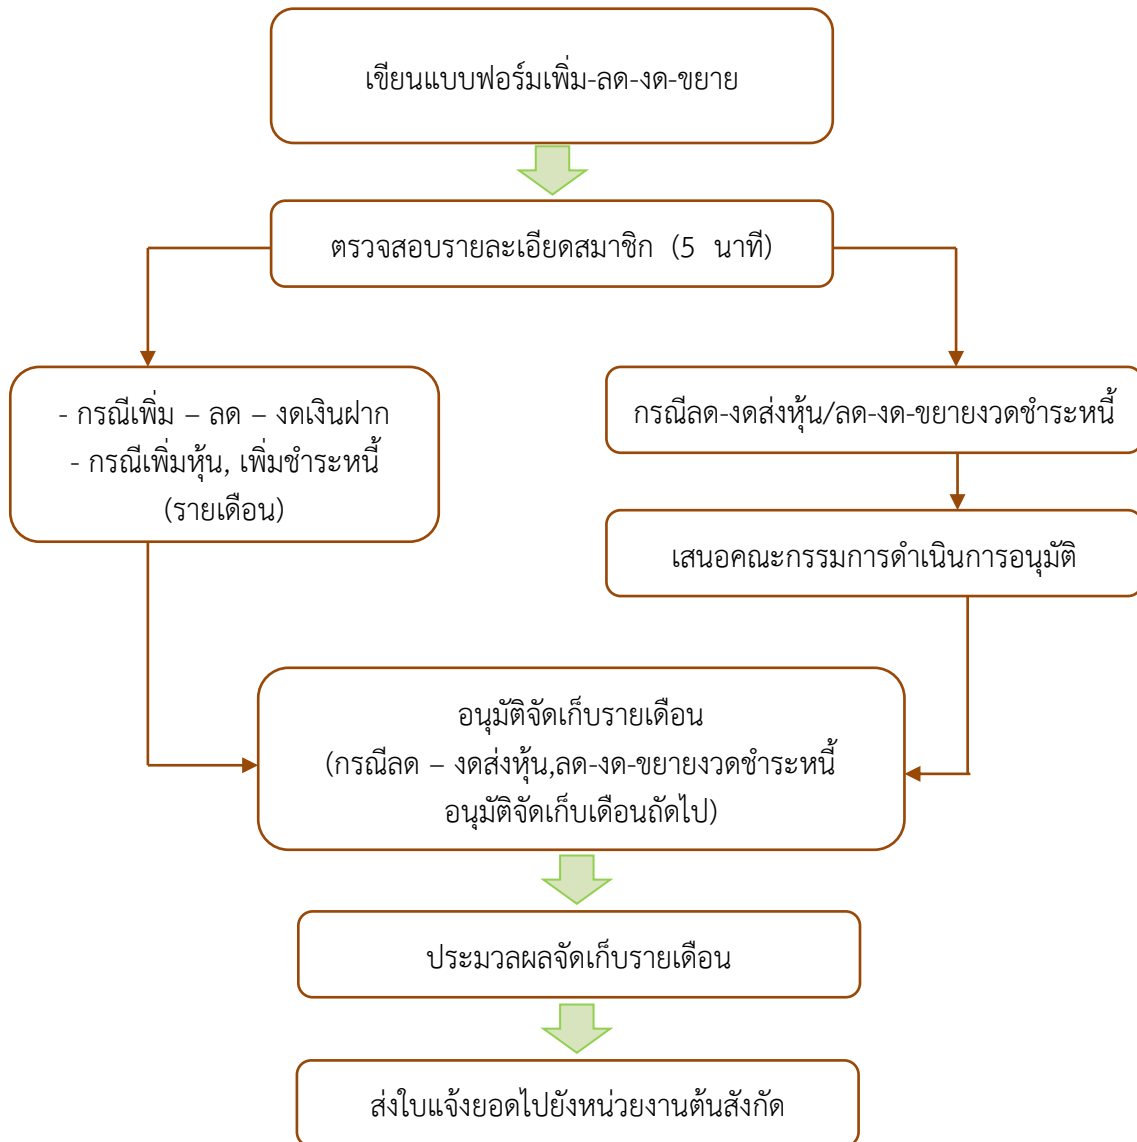 เขียนแบบฟอร์มเพิ่ม-ลด-งด-ขยาย
ตรวจสอบรายละเอียดสมาชิก (5 นาที)
- กรณีเพิ่ม – ลด – งดเงินฝาก
- กรณีเพิ่มหุ้น, เพิ่มชำระหนี้
(รายเดือน)
กรณีลด-งดส่งหุ้น/ลด-งด-ขยายงวดชำระหนี้
เสนอคณะกรรมการดำเนินการอนุมัติ
อนุมัติจัดเก็บรายเดือน
(กรณีลด – งดส่งหุ้น,ลด-งด-ขยายงวดชำระหนี้
อนุมัติจัดเก็บเดือนถัดไป)
ประมวลผลจัดเก็บรายเดือน
ส่งใบแจ้งยอดไปยังหน่วยงานต้นสังกัด